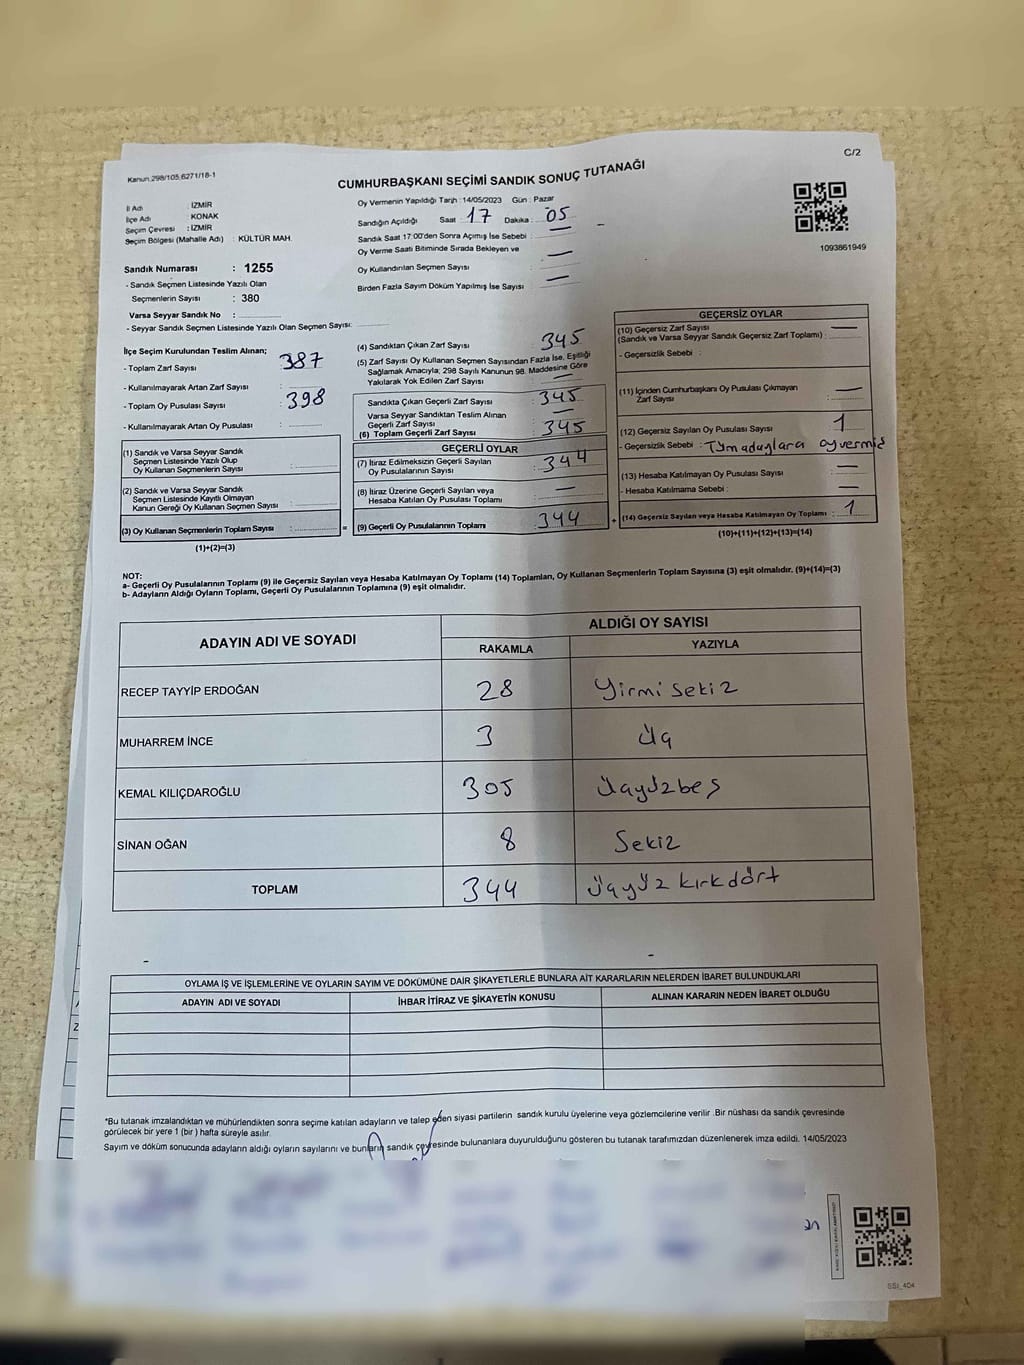 Kanun 298/105,6271/18-1
C/2
CUMHURBAŞKANI SEÇİMİ SANDIK SONUÇ TUTANAĞI
İl Adı : İZMİR
İlçe Adı : KONAK
Seçim Çevresi : İZMİR
Seçim Bölgesi (Mahalle Adı) : KÜLTÜR MAH.
Sandık Numarası : 1255
- Sandık Seçmen Listesinde Yazılı Olan
Seçmenlerin Sayısı : 380
Varsa Seyyar Sandık No :
- Seyyar Sandık Seçmen Listesinde Yazılı Olan Seçmen Sayısı:
Oy Vermenin Yapıldığı Tarih : 14/05/2023 Gün : Pazar
Sandığın Açıldığı Saat : 17 Dakika : 05
Sandık Saat 17:00'den Sonra Açımış İse Sebebi : —
Oy Verme Saati Bitiminde Sırada Bekleyen ve
Oy Kullandırılan Seçmen Sayısı : —
Birden Fazla Sayım Döküm Yapılmış İse Sayısı : —
1093861949
İlçe Seçim Kurulundan Teslim Alınan;
- Toplam Zarf Sayısı : 387
- Kullanılmayarak Artan Zarf Sayısı :
- Toplam Oy Pusulası Sayısı : 398
- Kullanılmayarak Artan Oy Pusulası :
(1) Sandık ve Varsa Seyyar Sandık
Seçmen Listesinde Yazılı Olup
Oy Kullanan Seçmenlerin Sayısı :
(2) Sandık ve Varsa Seyyar Sandık
Seçmen Listesinde Kayıtlı Olmayan
Kanun Gereği Oy Kullanan Seçmenlerin Sayısı :
(3) Oy Kullanan Seçmenlerin Toplam Sayısı : =
(1)+(2)=(3)
(4) Sandıktan Çıkan Zarf Sayısı : 345
(5) Zarf Sayısı Oy Kullanan Seçmen Sayısından Fazla İse, Eşitliği
Sağlamak Amacıyla; 298 Sayılı Kanunun 98. Maddesine Göre
Yakılarak Yok Edilen Zarf Sayısı : —
Sandıkta Çıkan Geçerli Zarf Sayısı : 345
Varsa Seyyar Sandıktan Teslim Alınan
Geçerli Zarf Sayısı : —
(6) Toplam Geçerli Zarf Sayısı : 345
GEÇERLİ OYLAR
(7) İtiraz Edilmeksizin Geçerli Sayılan
Oy Pusulalarının Sayısı : 344
(8) İtiraz Üzerine Geçerli Sayılan veya
Hesaba Katılan Oy Pusulası Toplamı : —
(9) Geçerli Oy Pusulalarının Toplamı : 344 +
GEÇERSİZ OYLAR
(10) Geçersiz Zarf Sayısı
(Sandık ve Varsa Seyyar Sandık Geçersiz Zarf Toplamı) : —
- Geçersizlik Sebebi :
(11) İçinden Cumhurbaşkanı Oy Pusulası Çıkmayan
Zarf Sayısı : —
(12) Geçersiz Sayılan Oy Pusulası Sayısı : 1
- Geçersizlik Sebebi : Tüm adaylara oy vermiş
(13) Hesaba Katılmayan Oy Pusulası Sayısı : —
- Hesaba Katılmama Sebebi : —
(14) Geçersiz Sayılan veya Hesaba Katılmayan Oy Toplamı : 1
(10)+(11)+(12)+(13)=(14)
NOT:
a- Geçerli Oy Pusulalarının Toplamı (9) ile Geçersiz Sayılan veya Hesaba Katılmayan Oy Toplamı (14) Toplamları, Oy Kullanan Seçmenlerin Toplam Sayısına (3) eşit olmalıdır. (9)+(14)=(3)
b- Adayların Aldığı Oyların Toplamı, Geçerli Oy Pusulalarının Toplamına (9) eşit olmalıdır.
ADAYIN ADI VE SOYADI
ALDIĞI OY SAYISI
RAKAMLA YAZIYLA
RECEP TAYYİP ERDOĞAN 28 Yirmi sekiz
MUHARREM İNCE 3 Üç
KEMAL KILIÇDAROĞLU 305 Üçyüzbeş
SİNAN OĞAN 8 Sekiz
TOPLAM 344 Üçyüz kırkdört
OYLAMA İŞ VE İŞLEMLERİNE VE OYLARIN SAYIM VE DÖKÜMÜNE DAİR ŞİKAYETLERLE BUNLARA AİT KARARLARIN NELERDEN İBARET BULUNDUKLARI
ADAYIN ADI VE SOYADI İHBAR İTİRAZ VE ŞİKAYETİN KONUSU ALINAN KARARIN NEDEN İBARET OLDUĞU
*Bu tutanak imzalandıktan ve mühürlendikten sonra seçime katılan adayların ve talep eden siyasi partilerin sandık kurulu üyelerine veya gözlemcilerine verilir .Bir nüshası da sandık çevresinde
görülecek bir yere 1 (bir ) hafta süreyle asılır.
Sayım ve döküm sonucunda adayların aldığı oyların sayılarını ve bunların sandık çevresinde bulunanlara duyurulduğunu gösteren bu tutanak tarafımızdan düzenlenerek imza edildi. 14/05/2023
SSI_404